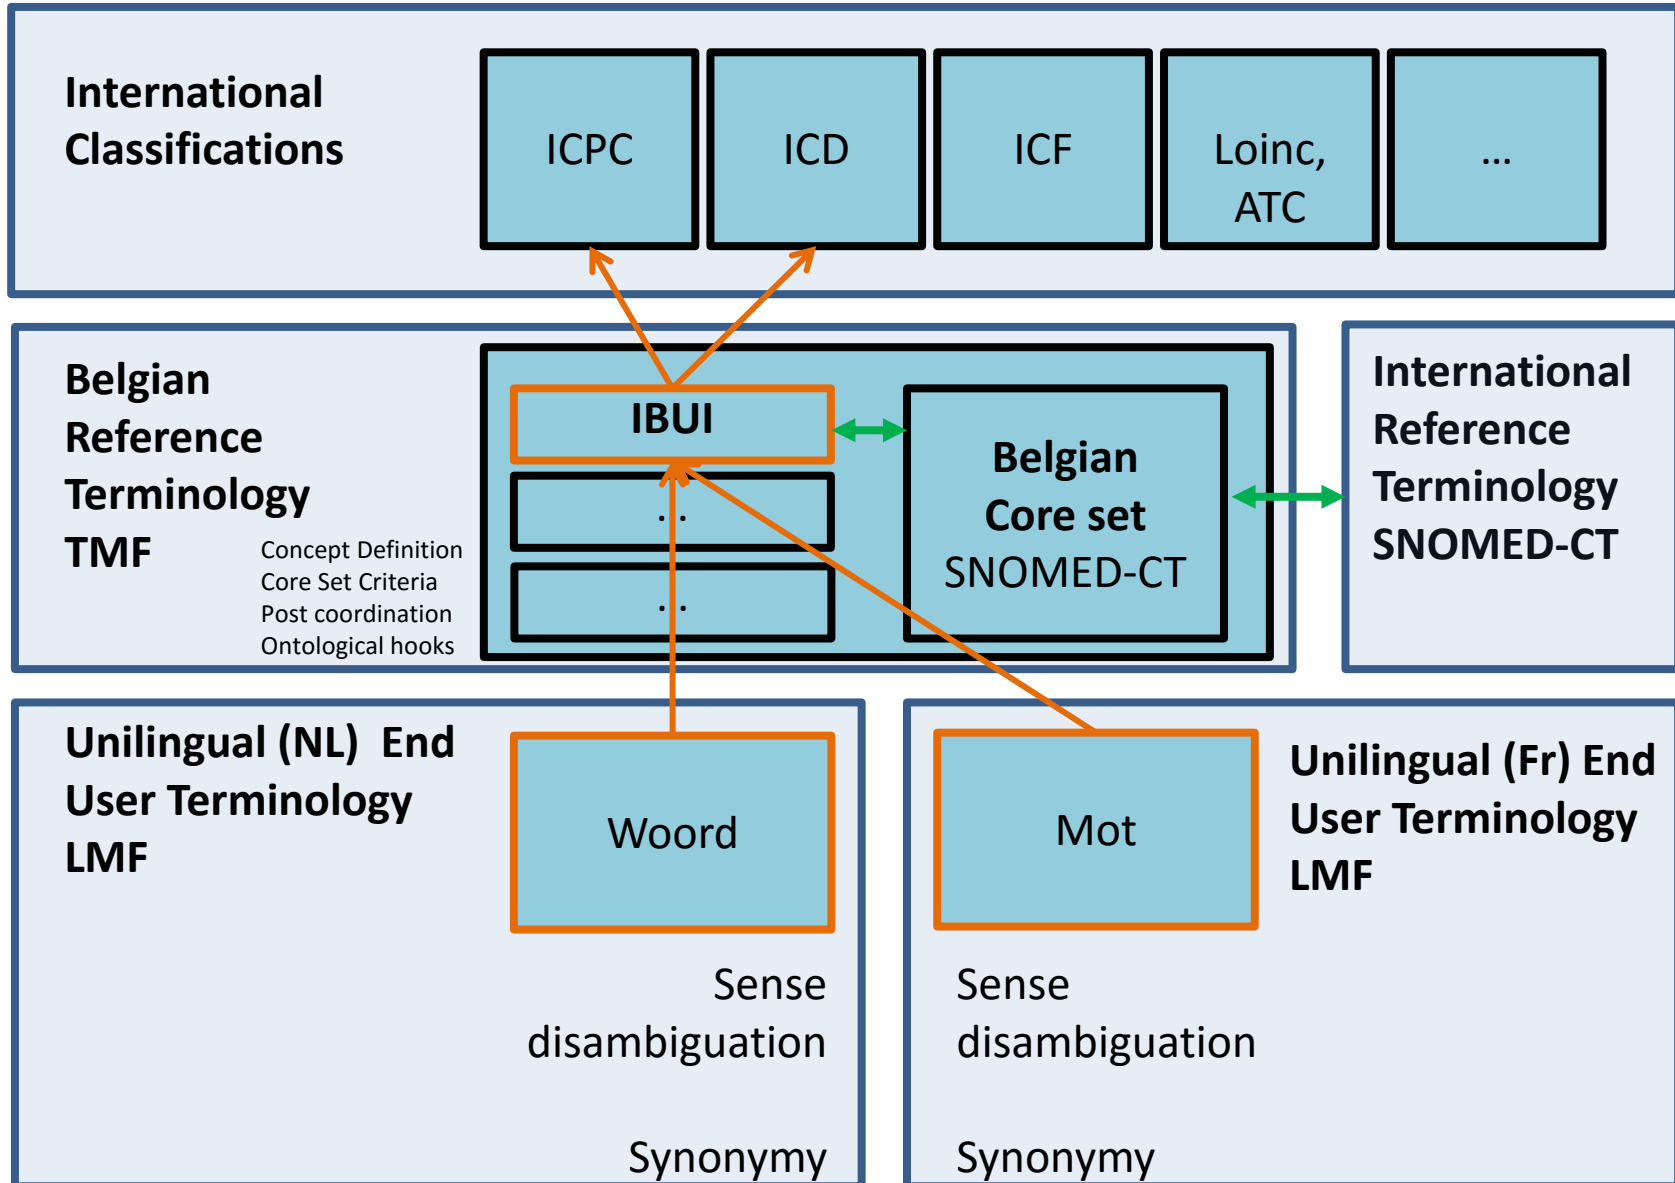 International
Classifications
ICPC
ICD
ICF
Loinc,
ATC
...
Belgian
Reference
Terminology
TMF
Concept Definition
Core Set Criteria
Post coordination
Ontological hooks
IBUI
...
...
Belgian
Core set
SNOMED-CT
International
Reference
Terminology
SNOMED-CT
Unilingual (NL)  End
User Terminology
LMF
Woord
Sense
disambiguation
Synonymy
Mot
Unilingual (Fr) End
User Terminology
LMF
Sense
disambiguation
Synonymy